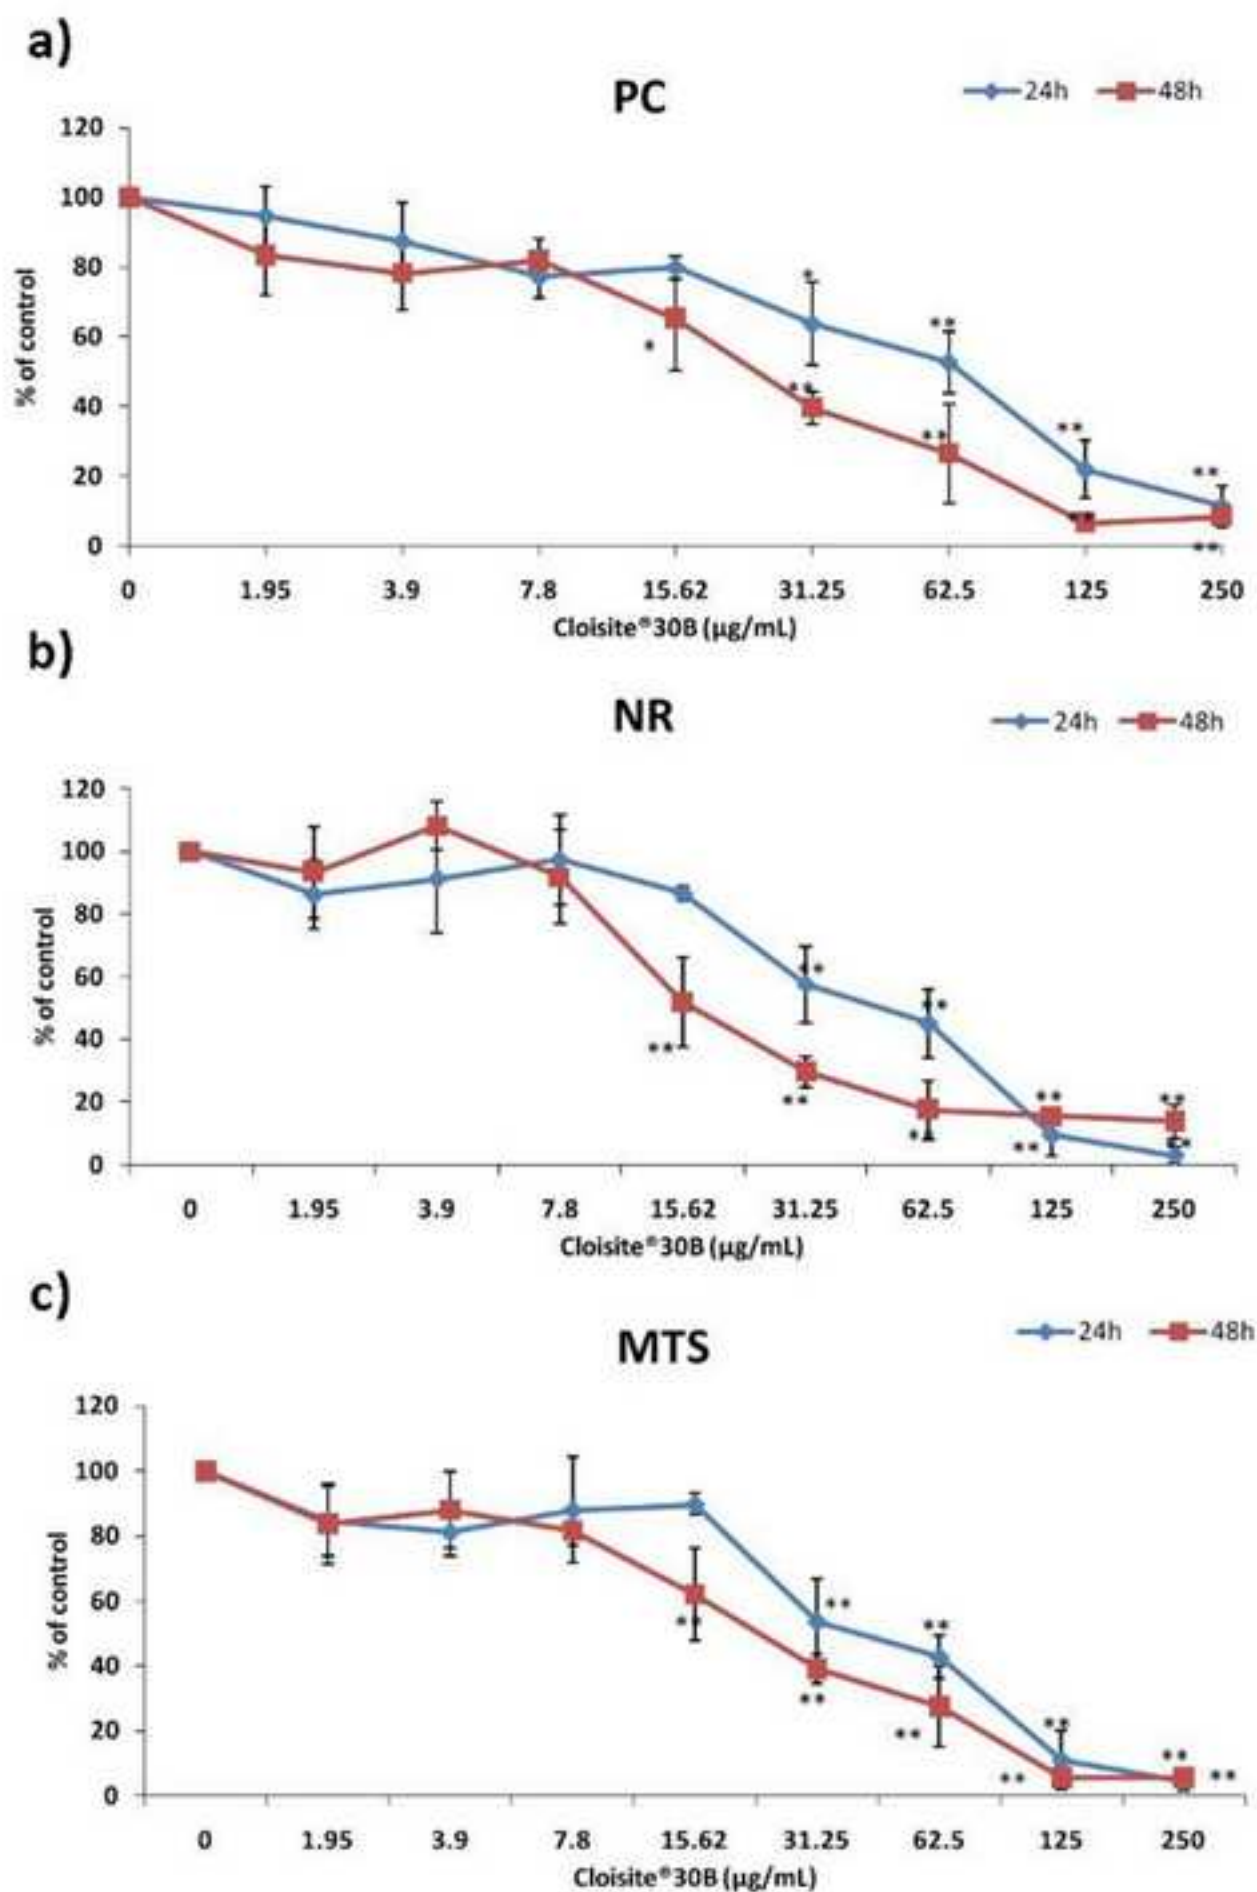 a)
PC
24h 48h
120
100
80
60
40
20
0
% of control
* ** ** ** * ** ** ** **
0 1.95 3.9 7.8 15.62 31.25 62.5 125 250
Cloisite®30B (µg/mL)
b)
NR
24h 48h
120
100
80
60
40
20
0
% of control
** ** ** ** ** ** ** ** **
0 1.95 3.9 7.8 15.62 31.25 62.5 125 250
Cloisite®30B (µg/mL)
c)
MTS
24h 48h
120
100
80
60
40
20
0
% of control
** ** ** ** ** ** ** ** **
0 1.95 3.9 7.8 15.62 31.25 62.5 125 250
Cloisite®30B (µg/mL)